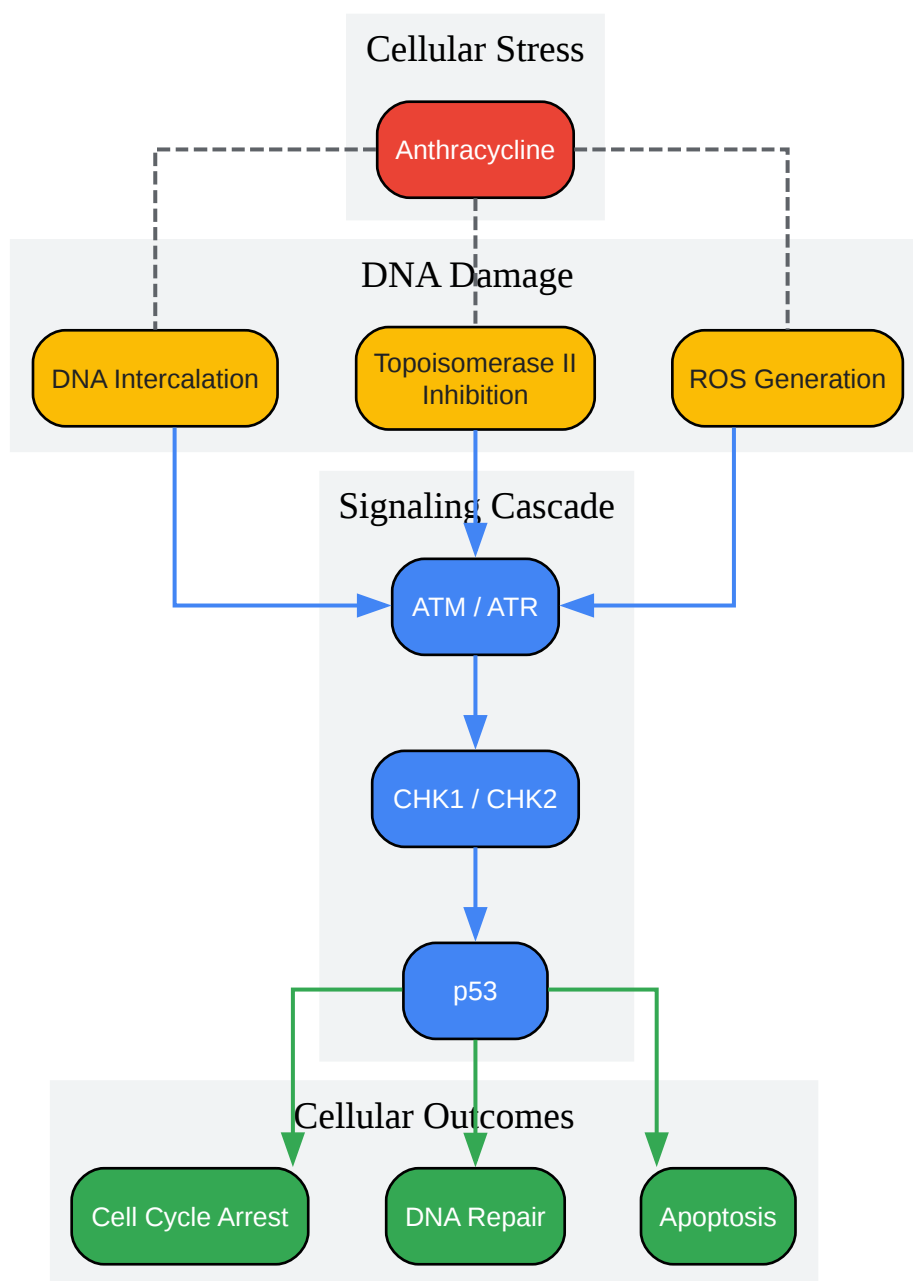 Cellular Stress
Anthracycline
DNA Damage
DNA Intercalation
Topoisomerase II
Inhibition
ROS Generation
Signaling Cascade
ATM / ATR
CHK1 / CHK2
p53
Cellular Outcomes
Cell Cycle Arrest
DNA Repair
Apoptosis